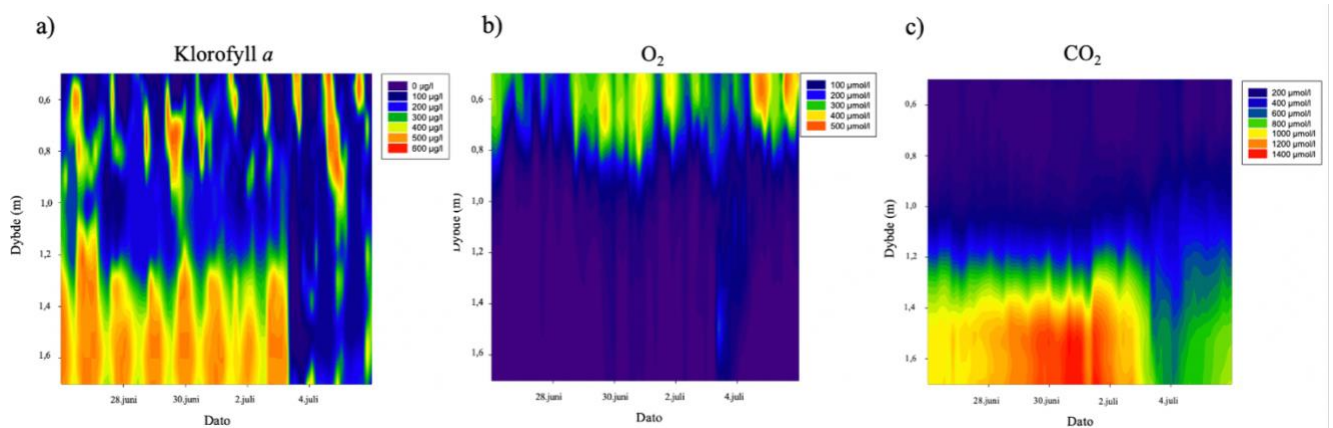 a)
Klorofyll a
0,6
0,8
1,0
1,2
1,4
1,6
Dybde (m)
28.juni
30.juni
2.juli
4.juli
Dato
0 µg/l
100 µg/l
200 µg/l
300 µg/l
400 µg/l
500 µg/l
600 µg/l
b)
O₂
0,6
0,8
1,0
1,2
1,4
1,6
Dybde (m)
28.juni
30.juni
2.juli
4.juli
Dato
100 µmol/l
200 µmol/l
300 µmol/l
400 µmol/l
500 µmol/l
c)
CO₂
0,6
0,8
1,0
1,2
1,4
1,6
Dybde (m)
28.juni
30.juni
2.juli
4.juli
Dato
200 µmol/l
400 µmol/l
600 µmol/l
800 µmol/l
1000 µmol/l
1200 µmol/l
1400 µmol/l